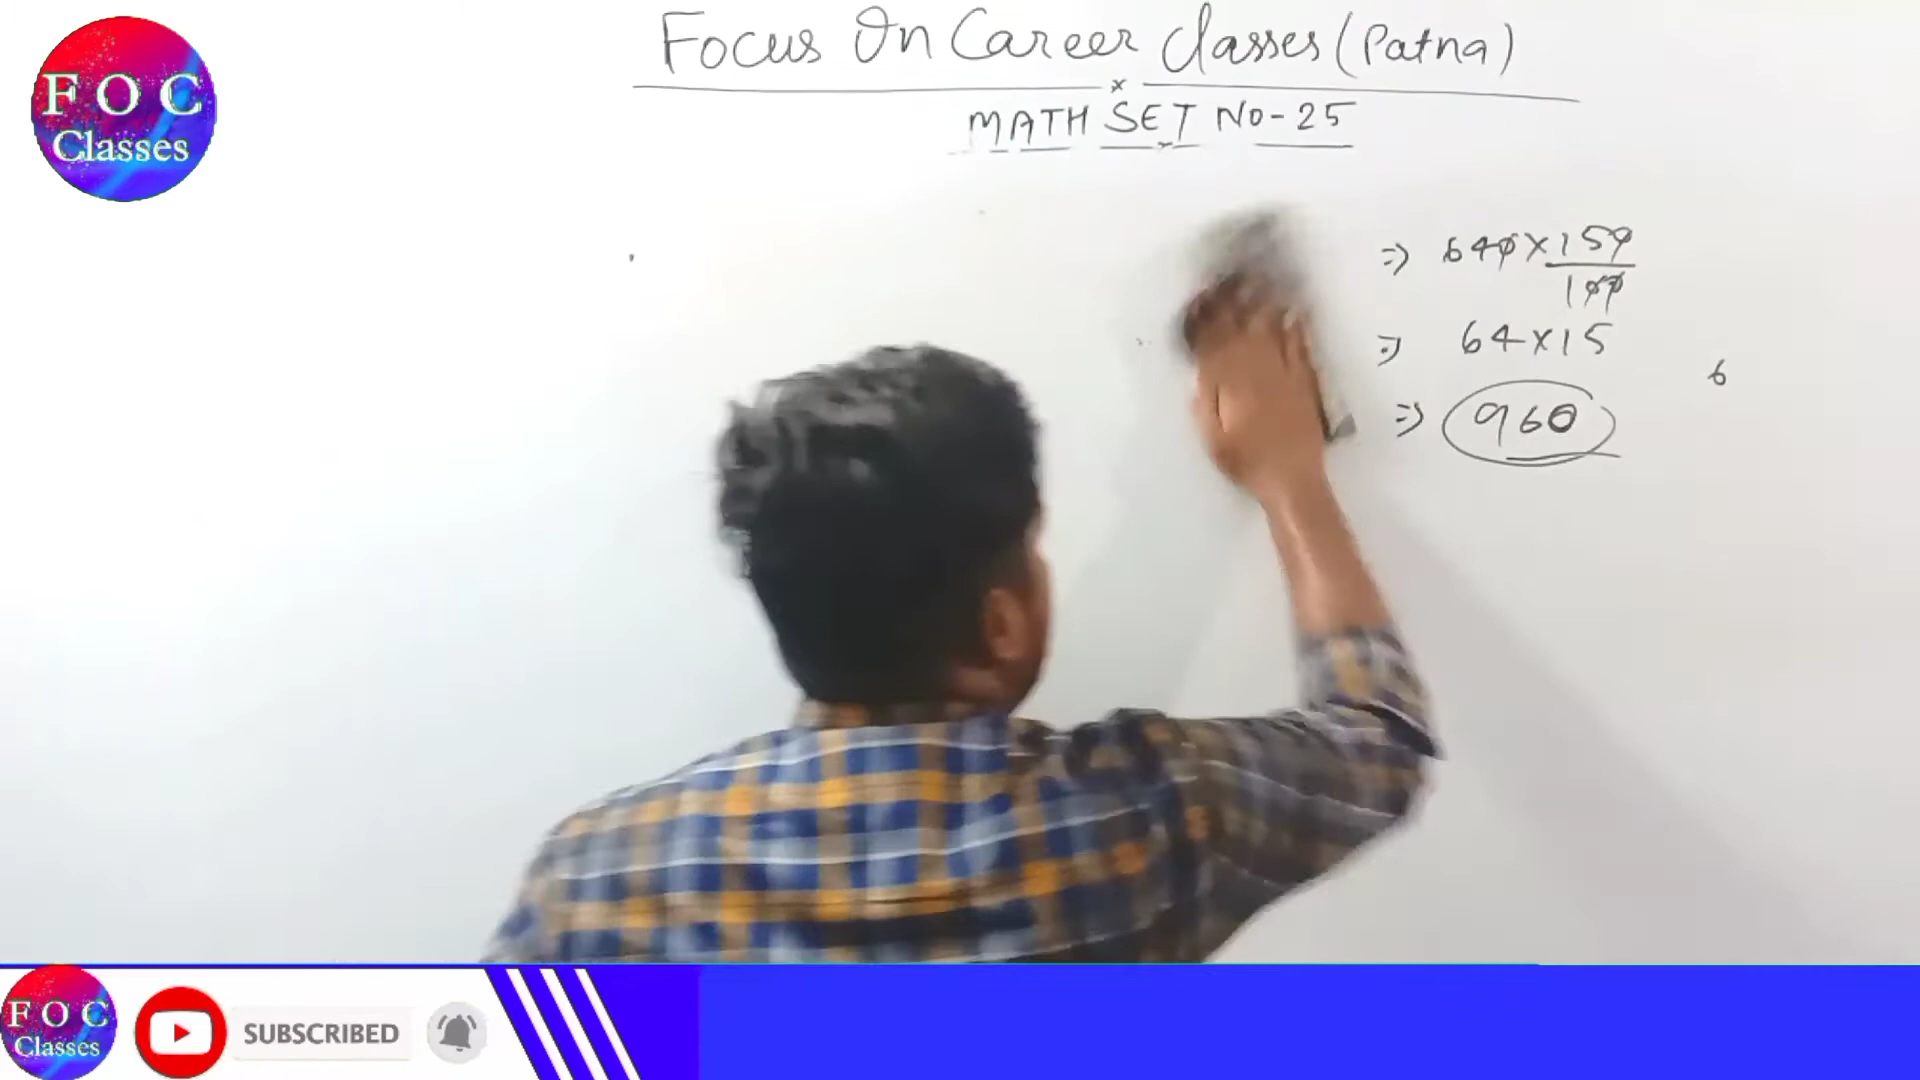 F O C
Classes
Focus On Career Classes (Patna)
MATH SET No-25
=> 640 x 150
100
=> 64 x 15
6
=> 960
F O C
Classes
SUBSCRIBED